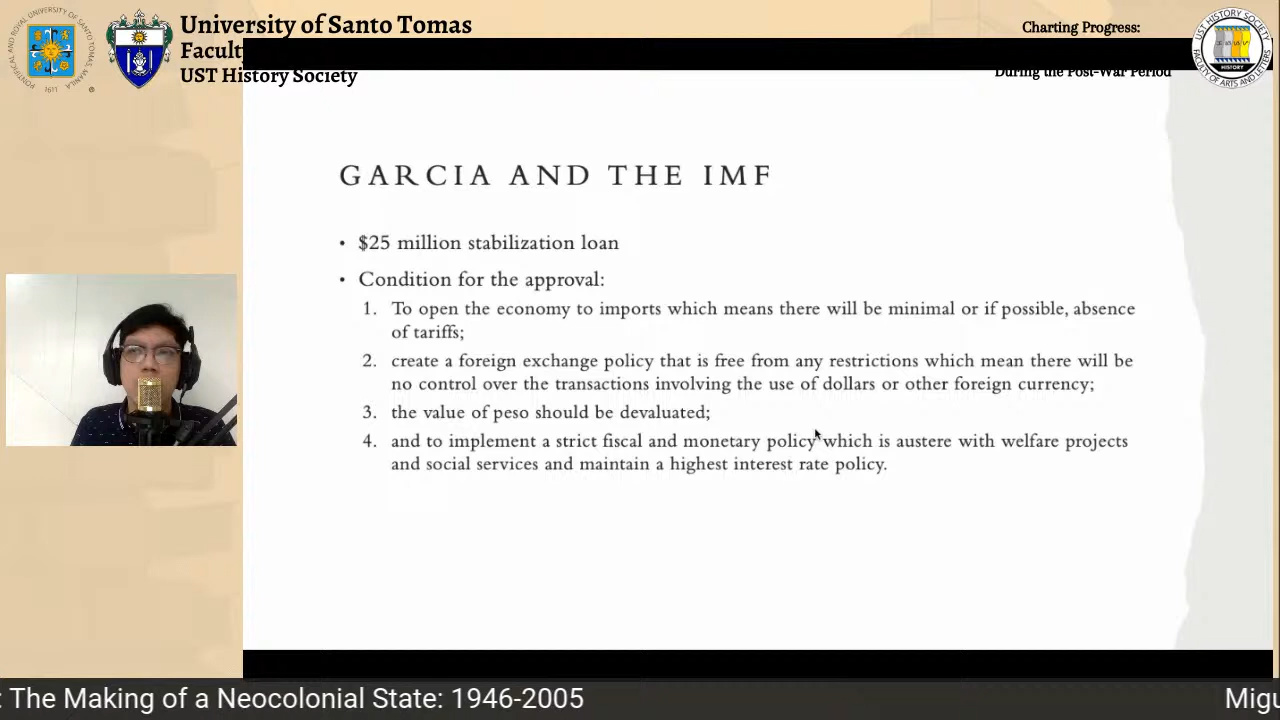 University of Santo Tomas
Charting Progress:
UST History Society
During the Post-War Period
GARCIA AND THE IMF
• $25 million stabilization loan
• Condition for the approval:
1. To open the economy to imports which means there will be minimal or if possible, absence
of tariffs;
2. create a foreign exchange policy that is free from any restrictions which mean there will be
no control over the transactions involving the use of dollars or other foreign currency;
3. the value of peso should be devaluated;
4. and to implement a strict fiscal and monetary policy which is austere with welfare projects
and social services and maintain a highest interest rate policy.
: The Making of a Neocolonial State: 1946-2005
Migu